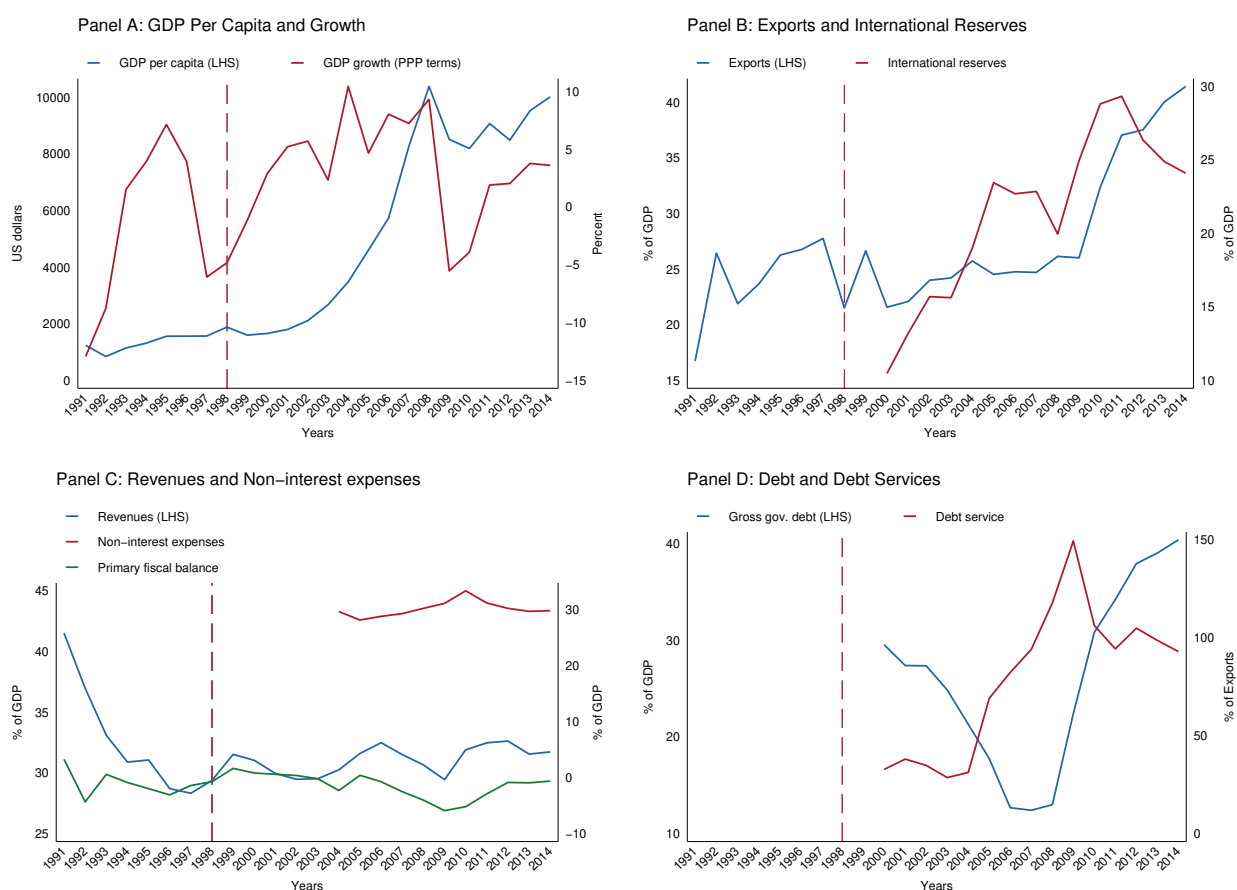 Panel A: GDP Per Capita and Growth
GDP per capita (LHS) GDP growth (PPP terms)
US dollars
10000
8000
6000
4000
2000
0
10
5
0
−5
−10
−15
Percent
1991 1992 1993 1994 1995 1996 1997 1998 1999 2000 2001 2002 2003 2004 2005 2006 2007 2008 2009 2010 2011 2012 2013 2014
Years
Panel B: Exports and International Reserves
Exports (LHS) International reserves
% of GDP
40
35
30
25
20
15
30
25
20
15
10
% of GDP
1991 1992 1993 1994 1995 1996 1997 1998 1999 2000 2001 2002 2003 2004 2005 2006 2007 2008 2009 2010 2011 2012 2013 2014
Years
Panel C: Revenues and Non−interest expenses
Revenues (LHS)
Non−interest expenses
Primary fiscal balance
% of GDP
45
40
35
30
25
30
20
10
0
−10
% of GDP
1991 1992 1993 1994 1995 1996 1997 1998 1999 2000 2001 2002 2003 2004 2005 2006 2007 2008 2009 2010 2011 2012 2013 2014
Years
Panel D: Debt and Debt Services
Gross gov. debt (LHS) Debt service
% of GDP
40
30
20
10
150
100
50
0
% of Exports
1991 1992 1993 1994 1995 1996 1997 1998 1999 2000 2001 2002 2003 2004 2005 2006 2007 2008 2009 2010 2011 2012 2013 2014
Years